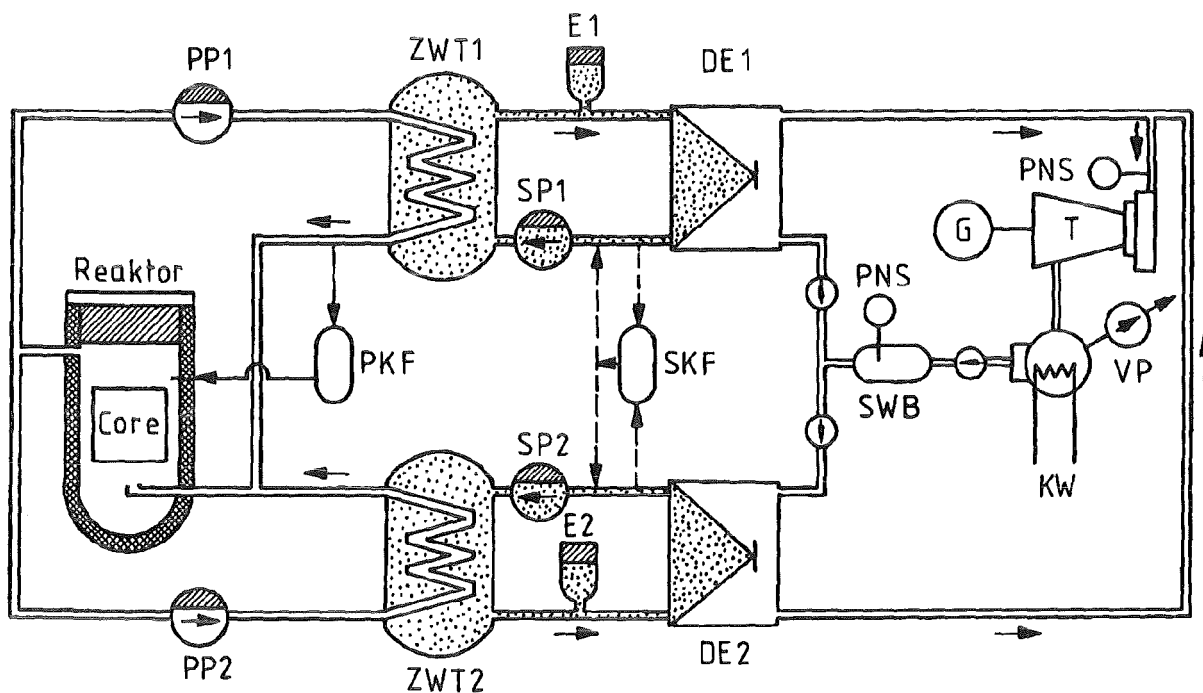 E1
PP1
ZWT1
DE1
PNS
SP1
G
T
Reaktor
PNS
PKF
SKF
VP
SWB
Core
SP2
KW
E2
PP2
ZWT2
DE2